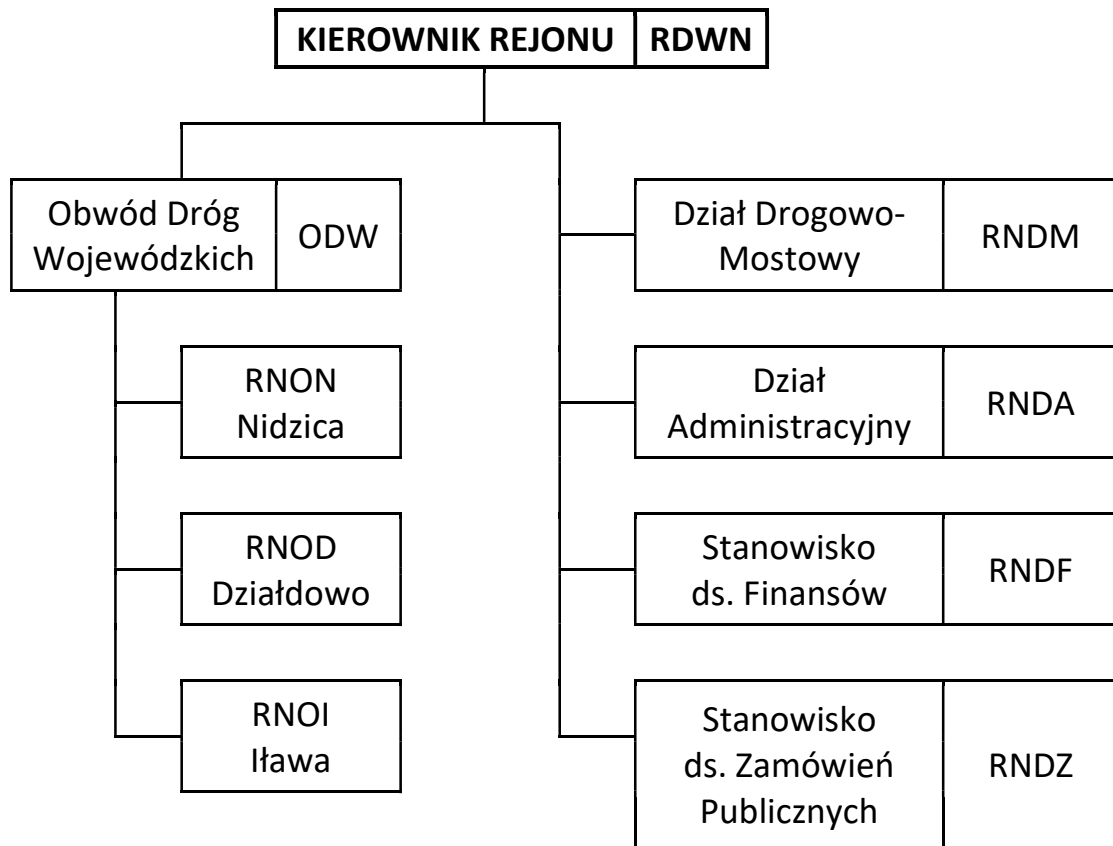 KIEROWNIK REJONU RDWN
Obwód Dróg
Wojewódzkich
ODW
RNON
Nidzica
RNOD
Działdowo
RNOI
Iława
Dział Drogowo-
Mostowy
RNDM
Dział
Administracyjny
RNDA
Stanowisko
ds. Finansów
RNDF
Stanowisko
ds. Zamówień
Publicznych
RNDZ